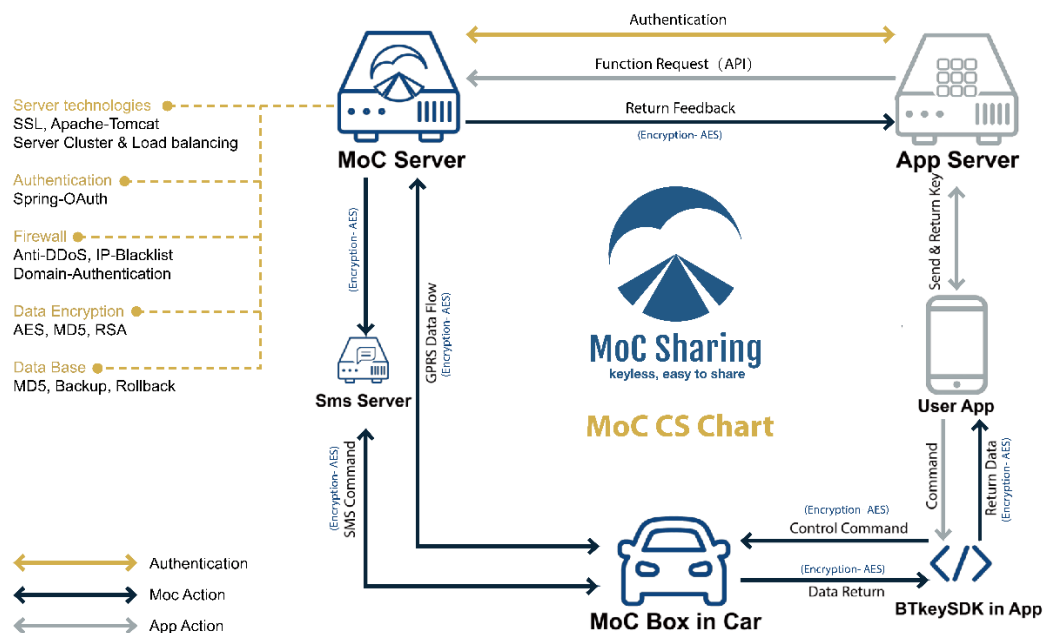 Authentication
Function Request（API）
Return Feedback
(Encryption-AES)
MoC Server
App Server
Server technologies
SSL, Apache-Tomcat
Server Cluster & Load balancing
Authentication
Spring-OAuth
Firewall
Anti-DDoS, IP-Blacklist
Domain-Authentication
Data Encryption
AES, MD5, RSA
Data Base
MD5, Backup, Rollback
(Encryption- AES)
GPRS Data Flow
(Encryption- AES)
Send & Return Key
MoC Sharing
keyless, easy to share
MoC CS Chart
Sms Server
User App
(Encryption- AES)
SMS Command
Command
Return Data
(Encryption- AES)
(Encryption AES)
Control Command
(Encryption- AES)
Data Return
MoC Box in Car
</>
BTkeySDK in App
Authentication
Moc Action
App Action